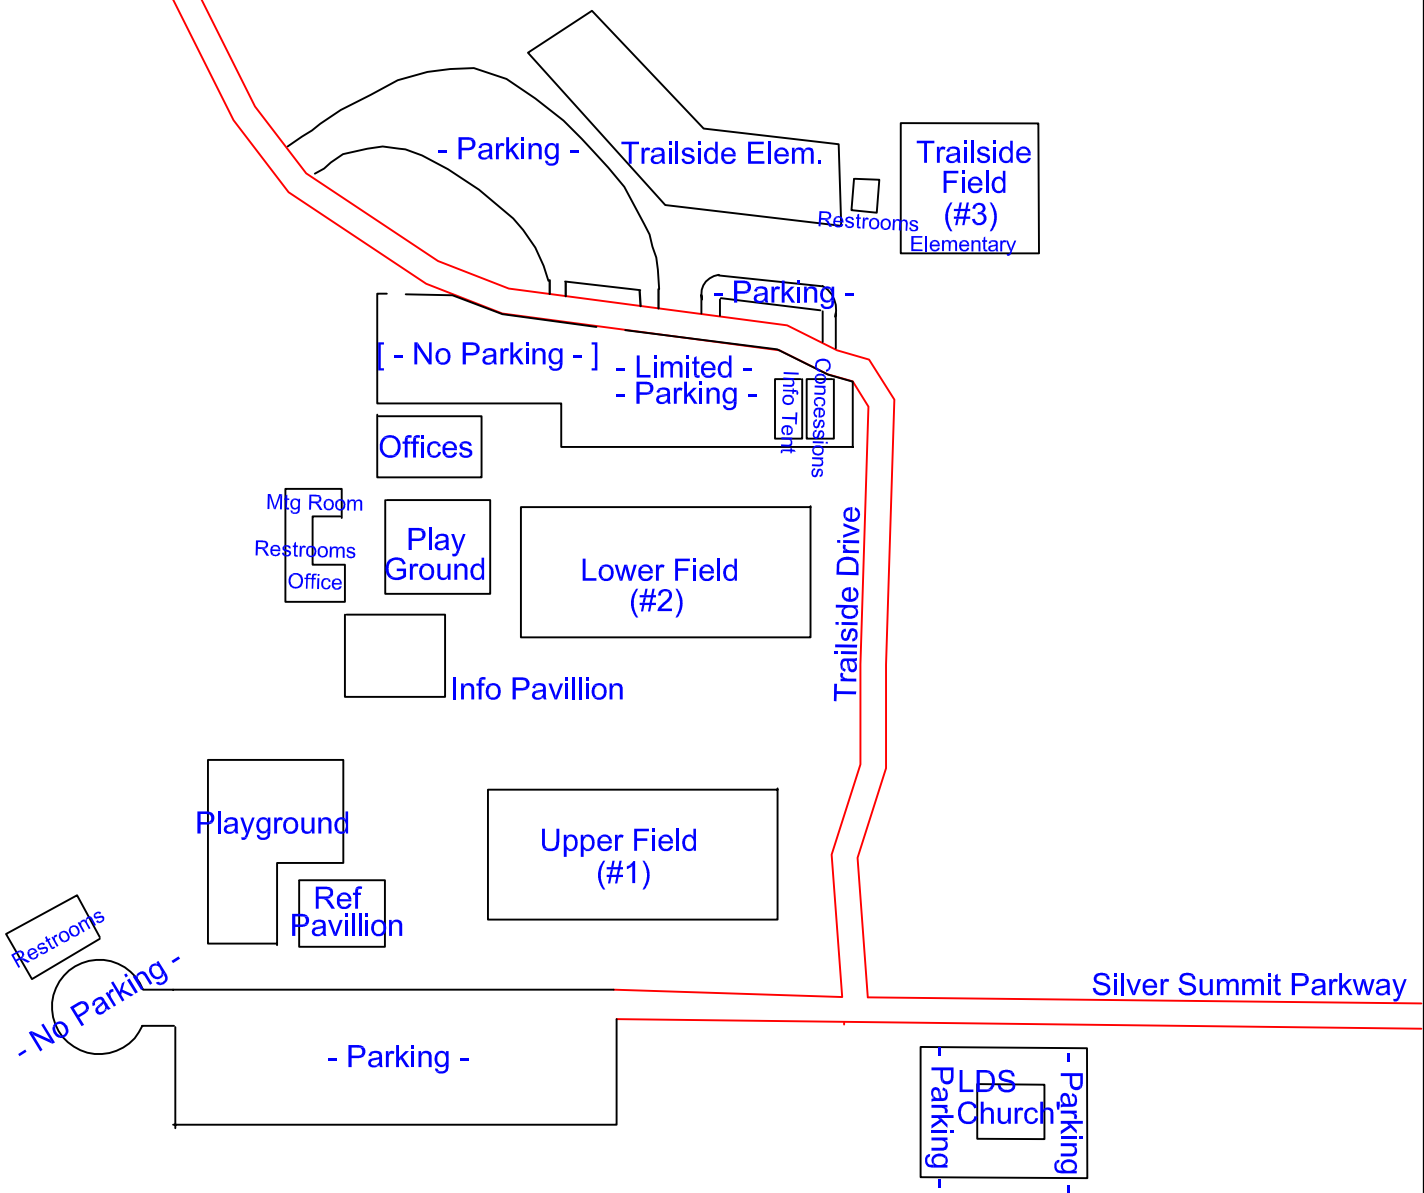 - Parking -
Trailside Elem.
Trailside
Field
(#3)
Elementary
Restrooms
- Parking -
[ - No Parking - ]
- Limited -
- Parking -
Info Tent
Concessions
Offices
Mtg Room
Restrooms
Office
Play
Ground
Lower Field
(#2)
Trailside Drive
Info Pavillion
Playground
Upper Field
(#1)
Ref
Pavillion
Restrooms
- No Parking -
Silver Summit Parkway
- Parking -
- Parking -
LDS
Church
- Parking -